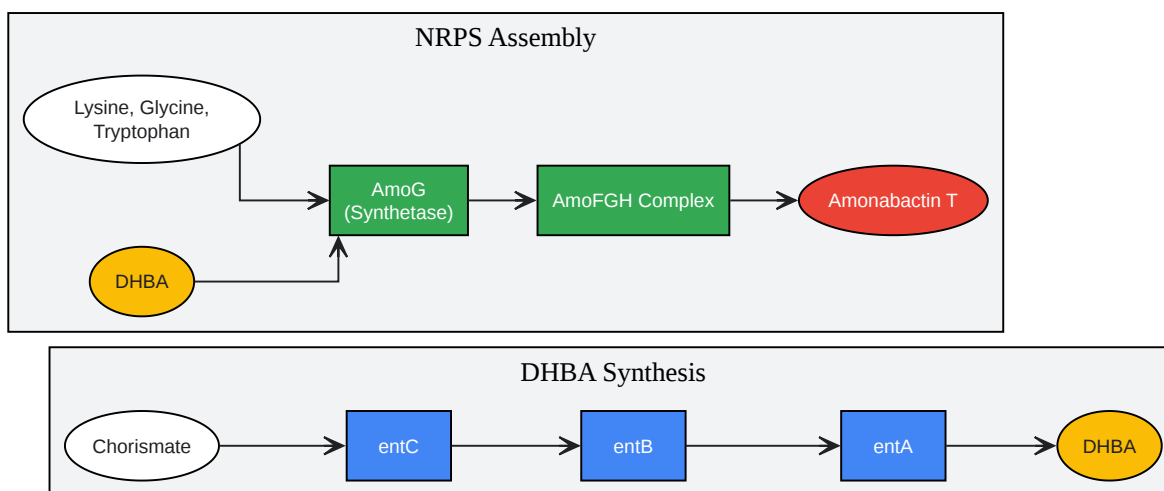 NRPS Assembly
Lysine, Glycine,
Tryptophan
AmoG
(Synthetase)
AmoFGH Complex
Amonabactin T
DHBA
DHBA Synthesis
Chorismate
entC
entB
entA
DHBA